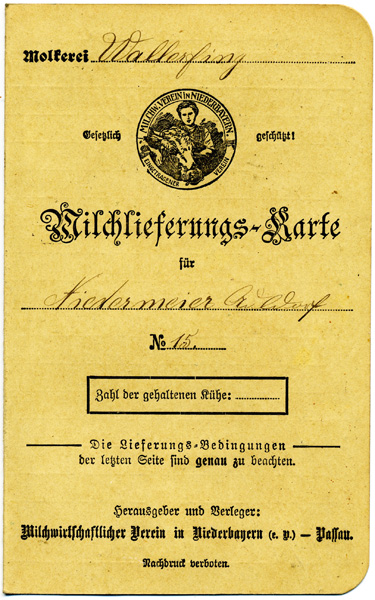 Molkerei Wallerfing
MILCHW. VEREIN IN NIEDERBAYERN.
EINGETRAGENER VEREIN
Gesetzlich geschützt!
Milchlieferungs-Karte
für
Niedermeier
No 15.
Zahl der gehaltenen Kühe:
Die Lieferungs-Bedingungen
der letzten Seite sind genau zu beachten.
Herausgeber und Verleger:
Milchwirtschaftlicher Verein in Niederbayern (e. V.) — Passau.
Nachdruck verboten.